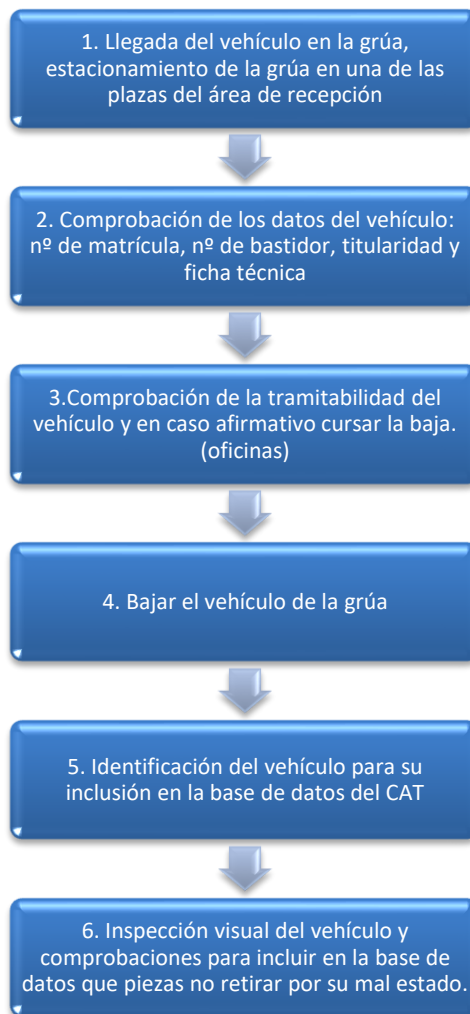 1. Llegada del vehículo en la grúa,
estacionamiento de la grúa en una de las
plazas del área de recepción
2. Comprobación de los datos del vehículo:
nº de matrícula, nº de bastidor, titularidad y
ficha técnica
3.Comprobación de la tramitabilidad del
vehículo y en caso afirmativo cursar la baja.
(oficinas)
4. Bajar el vehículo de la grúa
5. Identificación del vehículo para su
inclusión en la base de datos del CAT
6. Inspección visual del vehículo y
comprobaciones para incluir en la base de
datos que piezas no retirar por su mal estado.